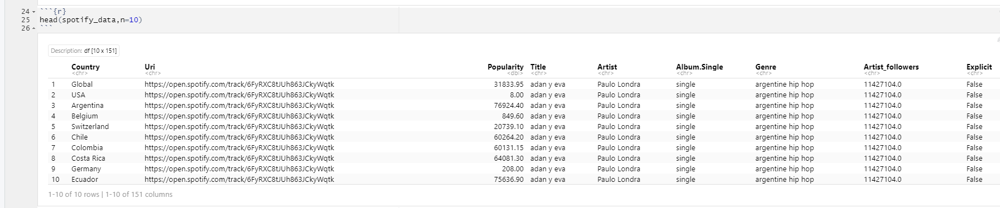 24 ```{r}
25 head(spotify_data,n=10)
26 ```
Description: df [10 x 151]
Country Uri Popularity Title Artist Album.Single Genre Artist_followers Explicit
<chr> <chr> <dbl> <chr> <chr> <chr> <chr> <chr> <chr>
1 Global https://open.spotify.com/track/6FyRXC8tJUh863JCkyWqtk 31833.95 adan y eva Paulo Londra single argentine hip hop 11427104.0 False
2 USA https://open.spotify.com/track/6FyRXC8tJUh863JCkyWqtk 8.00 adan y eva Paulo Londra single argentine hip hop 11427104.0 False
3 Argentina https://open.spotify.com/track/6FyRXC8tJUh863JCkyWqtk 76924.40 adan y eva Paulo Londra single argentine hip hop 11427104.0 False
4 Belgium https://open.spotify.com/track/6FyRXC8tJUh863JCkyWqtk 849.60 adan y eva Paulo Londra single argentine hip hop 11427104.0 False
5 Switzerland https://open.spotify.com/track/6FyRXC8tJUh863JCkyWqtk 20739.10 adan y eva Paulo Londra single argentine hip hop 11427104.0 False
6 Chile https://open.spotify.com/track/6FyRXC8tJUh863JCkyWqtk 60264.20 adan y eva Paulo Londra single argentine hip hop 11427104.0 False
7 Colombia https://open.spotify.com/track/6FyRXC8tJUh863JCkyWqtk 60131.15 adan y eva Paulo Londra single argentine hip hop 11427104.0 False
8 Costa Rica https://open.spotify.com/track/6FyRXC8tJUh863JCkyWqtk 64081.30 adan y eva Paulo Londra single argentine hip hop 11427104.0 False
9 Germany https://open.spotify.com/track/6FyRXC8tJUh863JCkyWqtk 208.00 adan y eva Paulo Londra single argentine hip hop 11427104.0 False
10 Ecuador https://open.spotify.com/track/6FyRXC8tJUh863JCkyWqtk 75636.90 adan y eva Paulo Londra single argentine hip hop 11427104.0 False
1-10 of 10 rows | 1-10 of 151 columns